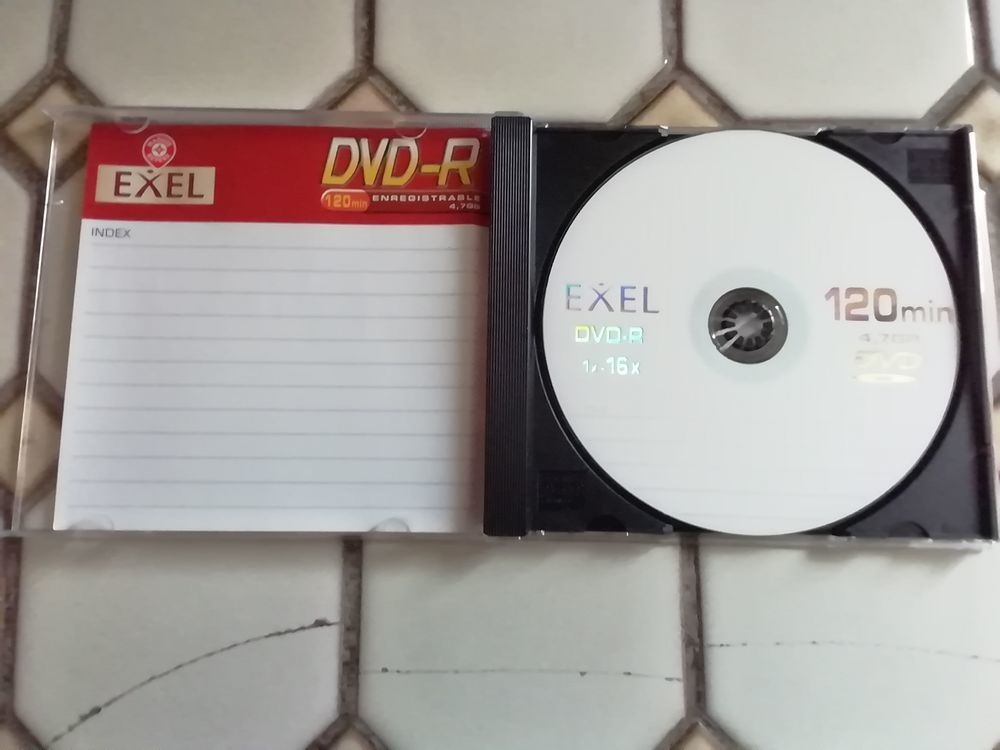 EXEL
DVD-R
120min ENREGISTRABLE
4,7GB
INDEX
EXEL
DVD-R
1x-16x
120min
4,7GB
DVD